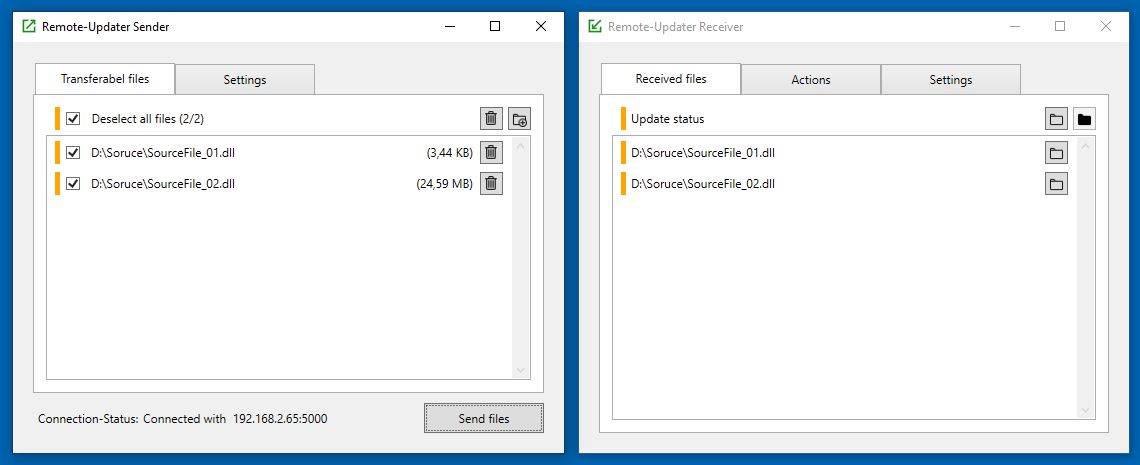 Remote-Updater Sender
Transferabel files
Settings
Deselect all files (2/2)
D:\Soruce\SourceFile_01.dll (3,44 KB)
D:\Soruce\SourceFile_02.dll (24,59 MB)
Connection-Status: Connected with 192.168.2.65:5000
Send files
Remote-Updater Receiver
Received files
Actions
Settings
Update status
D:\Soruce\SourceFile_01.dll
D:\Soruce\SourceFile_02.dll